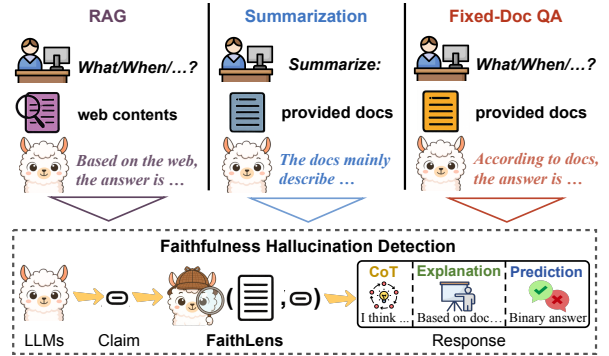 RAG
What/When/…?
web contents
Based on the web,
the answer is …
Summarization
Summarize:
provided docs
The docs mainly
describe …
Fixed-Doc QA
What/When/…?
provided docs
According to docs,
the answer is …
Faithfulness Hallucination Detection
( , )
CoT
Explanation
Prediction
I think ...
Based on doc…
Binary answer
LLMs
Claim
FaithLens
Response